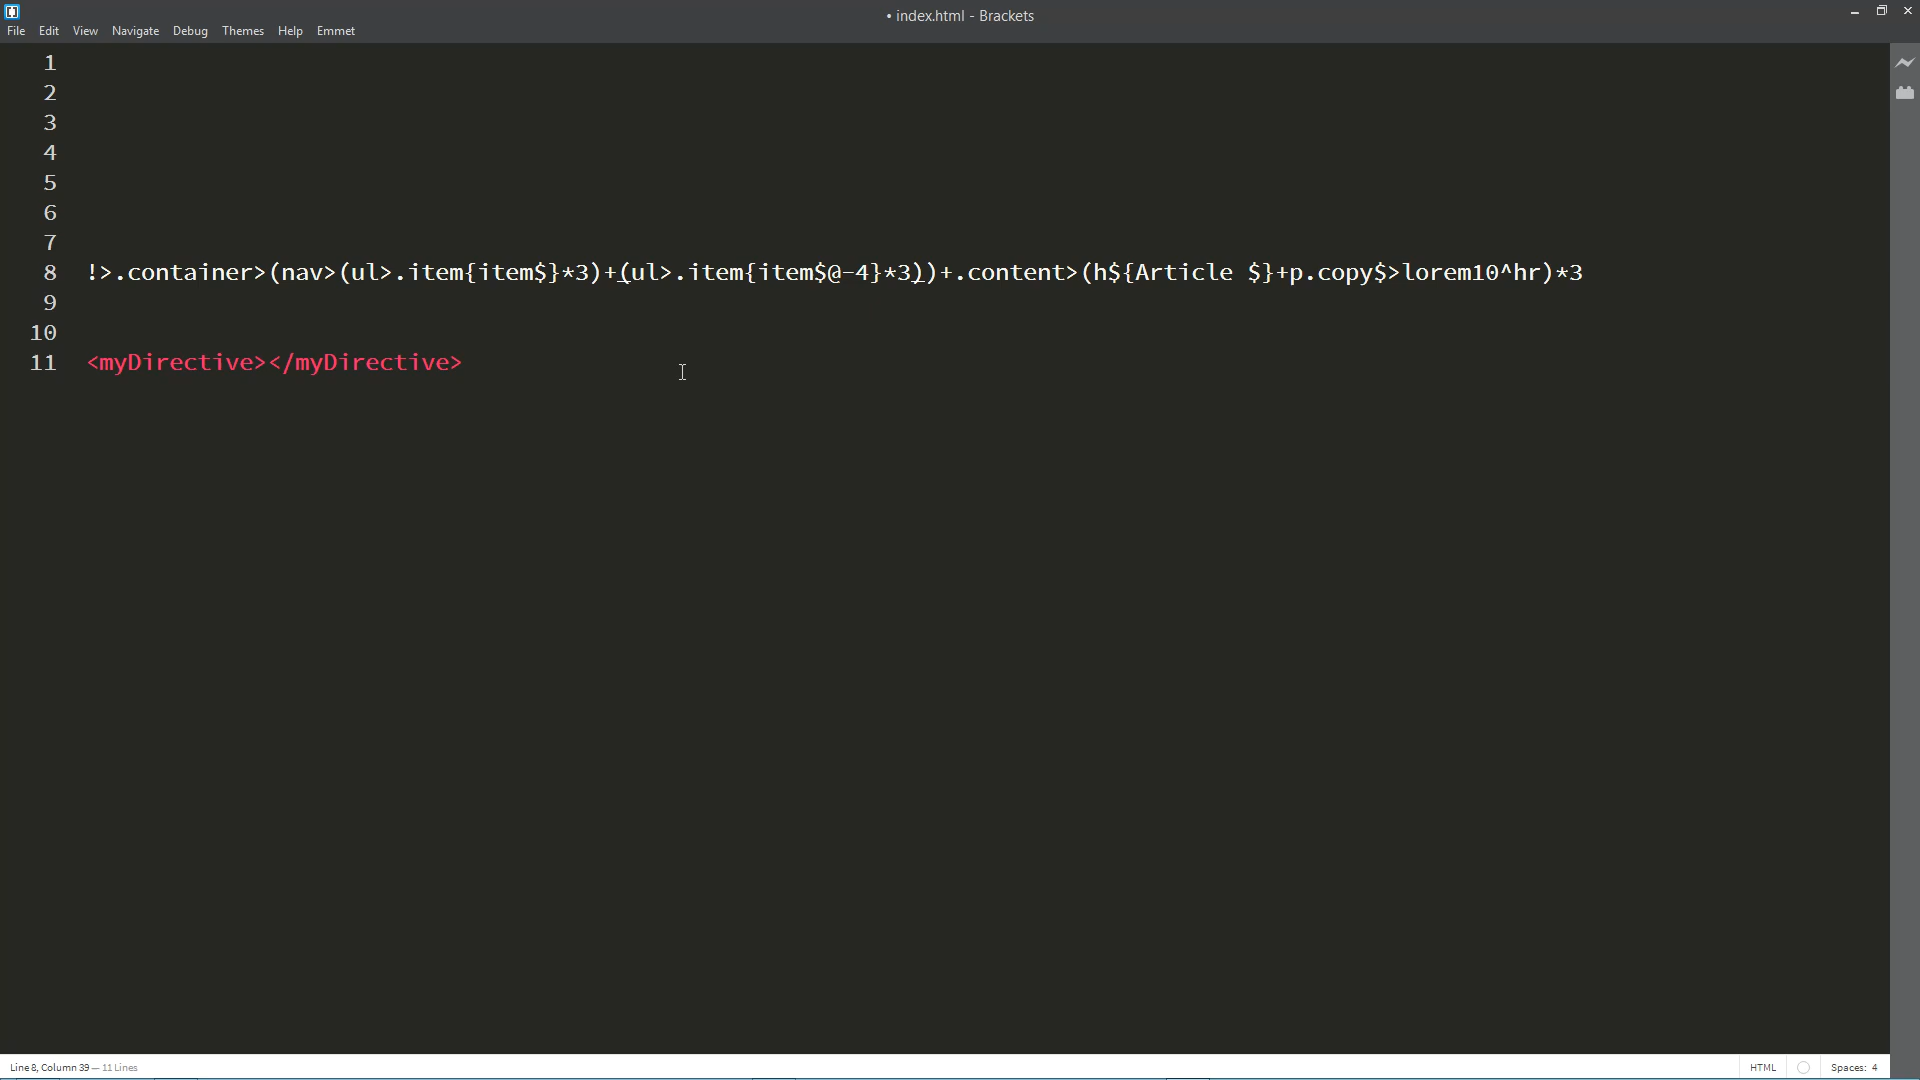 • index.html - Brackets
File Edit View Navigate Debug Themes Help Emmet
1
2
3
4
5
6
7
8 !>.container>(nav>(ul>.item{item$}*3)+(ul>.item{item$@-4}*3))+.content>(h${Article $}+p.copy$>lorem10^hr)*3
9
10
11 <myDirective></myDirective>
Line 8, Column 39 — 11 Lines HTML Spaces: 4